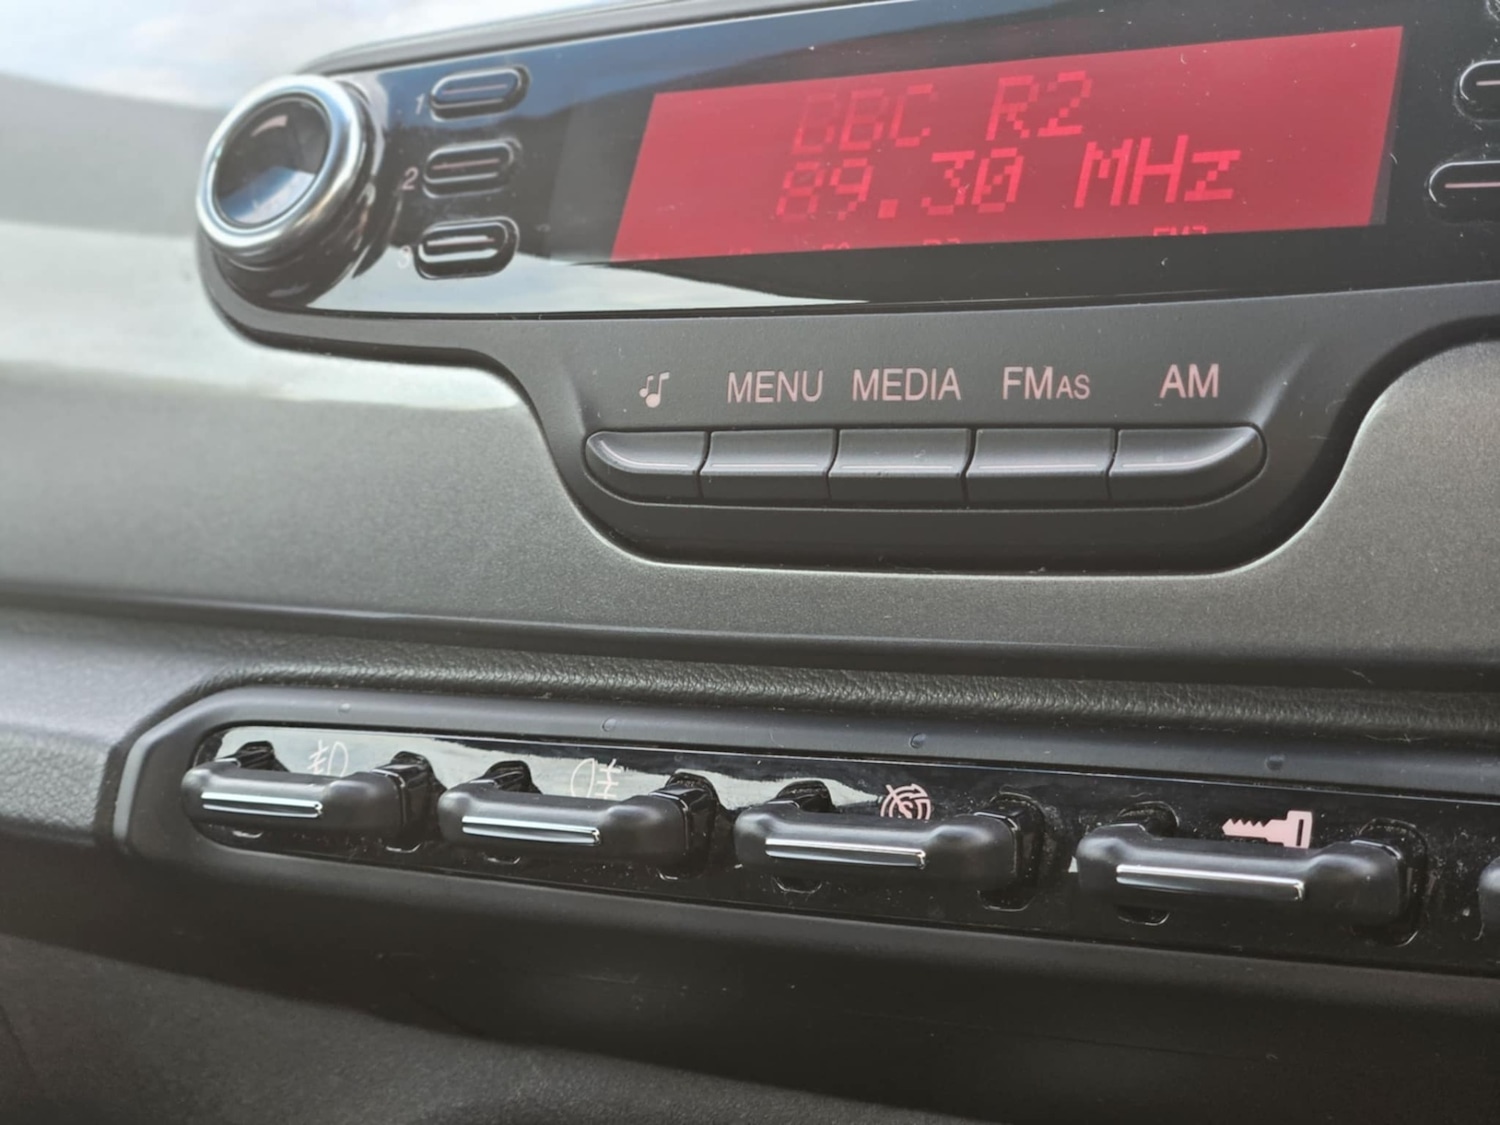 1
2
3
BBC R2
89.30 MHz
MENU MEDIA FMAS AM